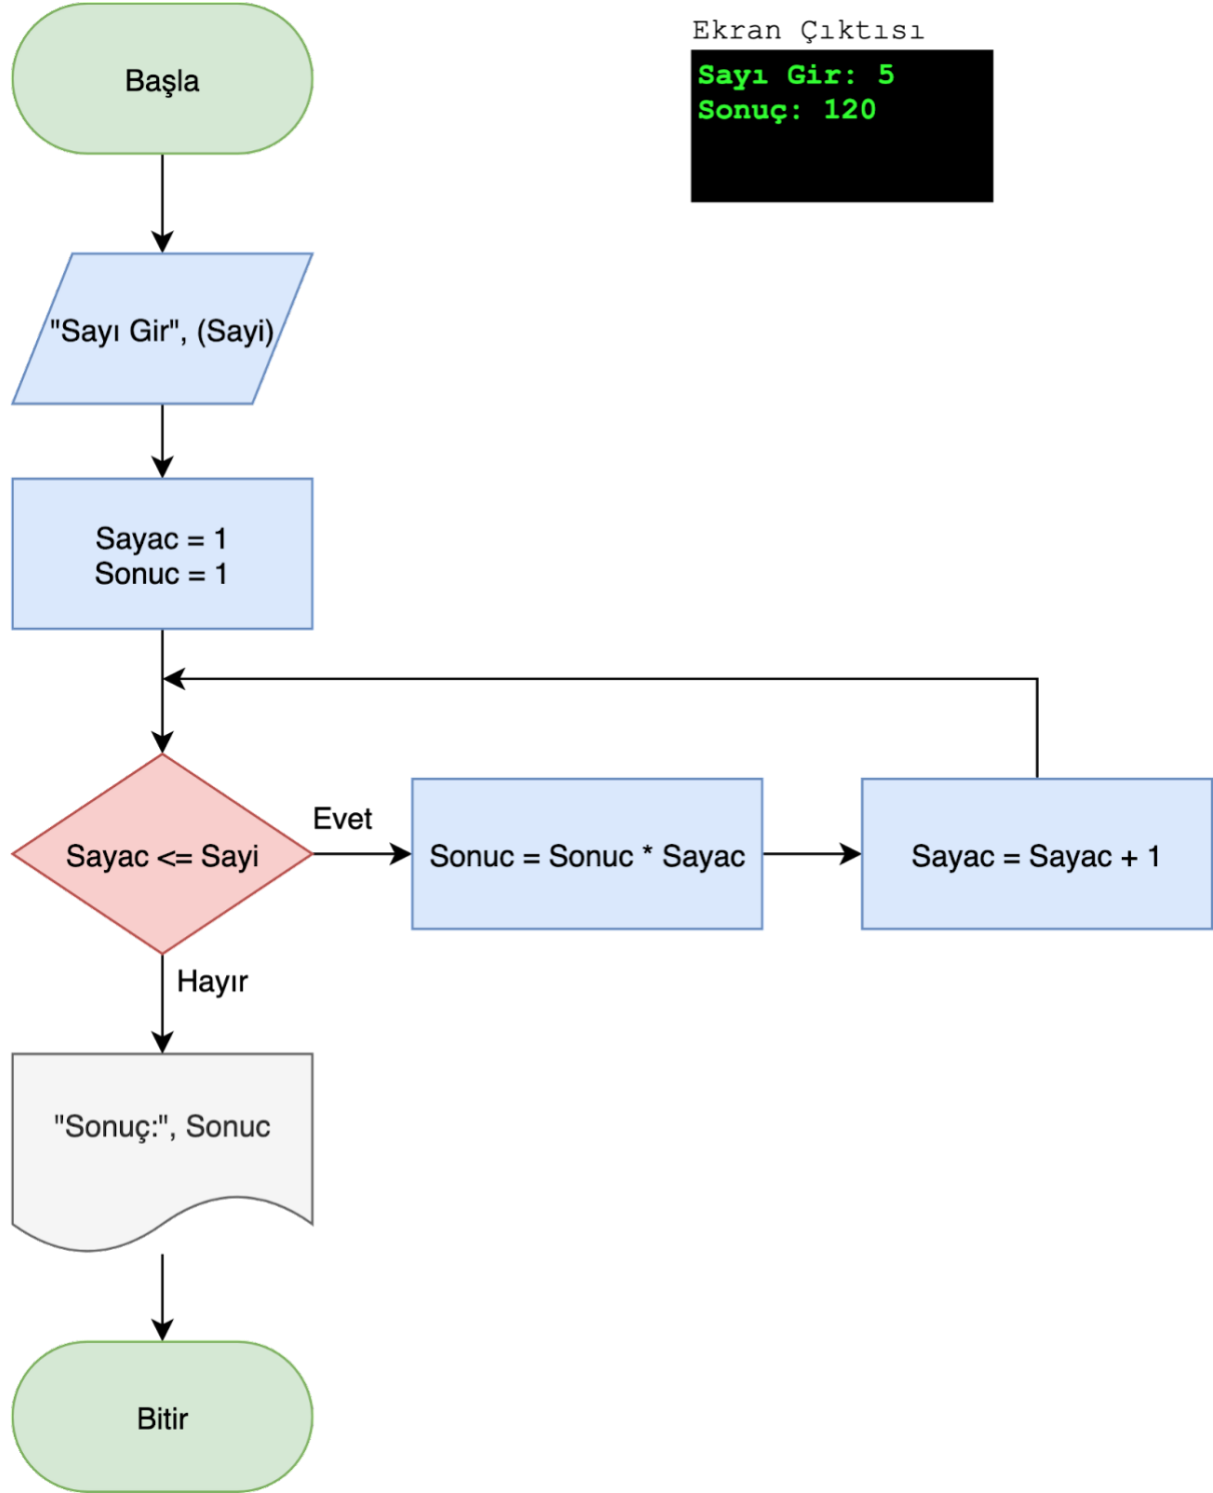 Başla
Ekran Çıktısı
Sayı Gir: 5
Sonuç: 120
"Sayı Gir", (Sayi)
Sayac = 1
Sonuc = 1
Sayac <= Sayi
Evet
Sonuc = Sonuc * Sayac
Sayac = Sayac + 1
Hayır
"Sonuç:", Sonuc
Bitir